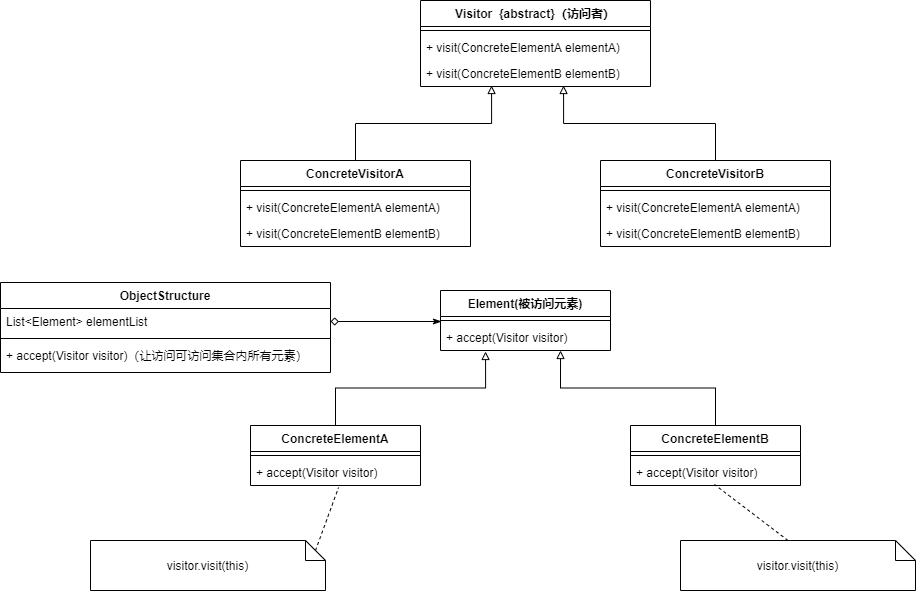 Visitor {abstract}（访问者）
+ visit(ConcreteElementA elementA)
+ visit(ConcreteElementB elementB)
ConcreteVisitorA
+ visit(ConcreteElementA elementA)
+ visit(ConcreteElementB elementB)
ConcreteVisitorB
+ visit(ConcreteElementA elementA)
+ visit(ConcreteElementB elementB)
ObjectStructure
List<Element> elementList
+ accept(Visitor visitor)（让访问可访问集合内所有元素）
Element(被访问元素)
+ accept(Visitor visitor)
ConcreteElementA
+ accept(Visitor visitor)
ConcreteElementB
+ accept(Visitor visitor)
visitor.visit(this)
visitor.visit(this)